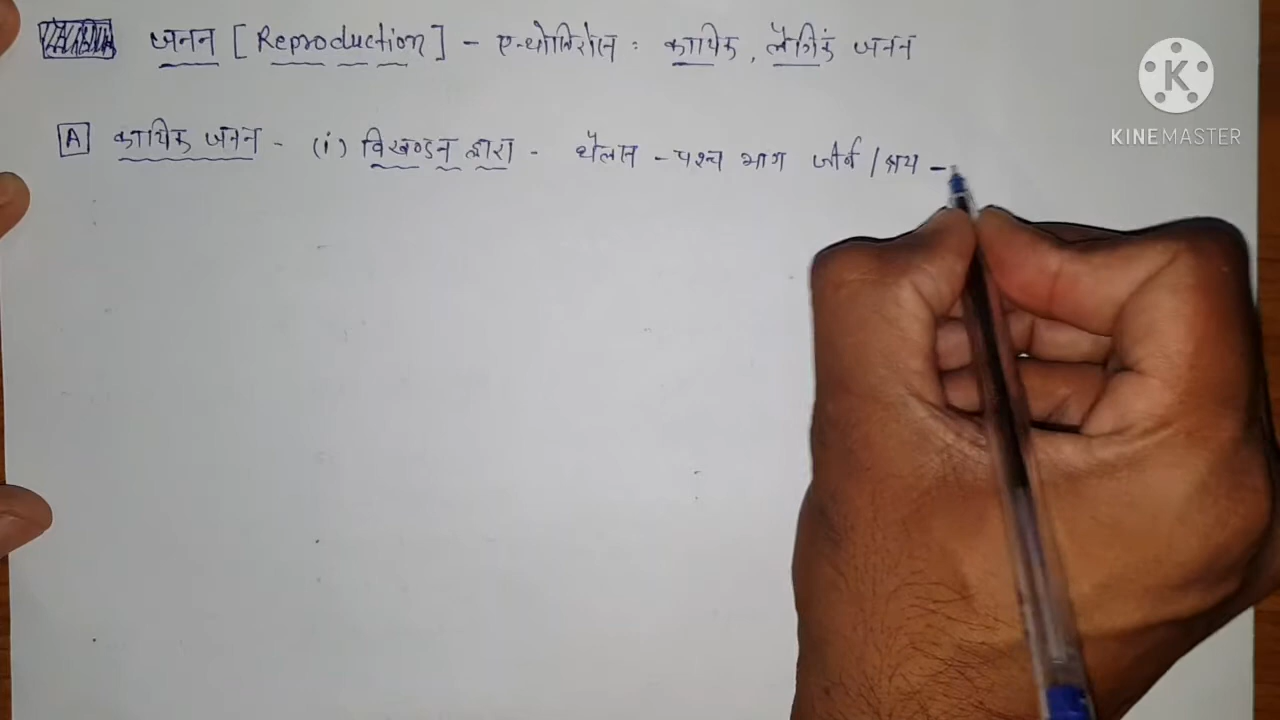 जनन [Reproduction] - एन्थोसिरोस : कायिक, लैंगिक जनन
K
KINEMASTER
A कायिक जनन - (i) विखण्डन द्वारा - थैलस - पश्च भाग जीर्ण / क्षय -